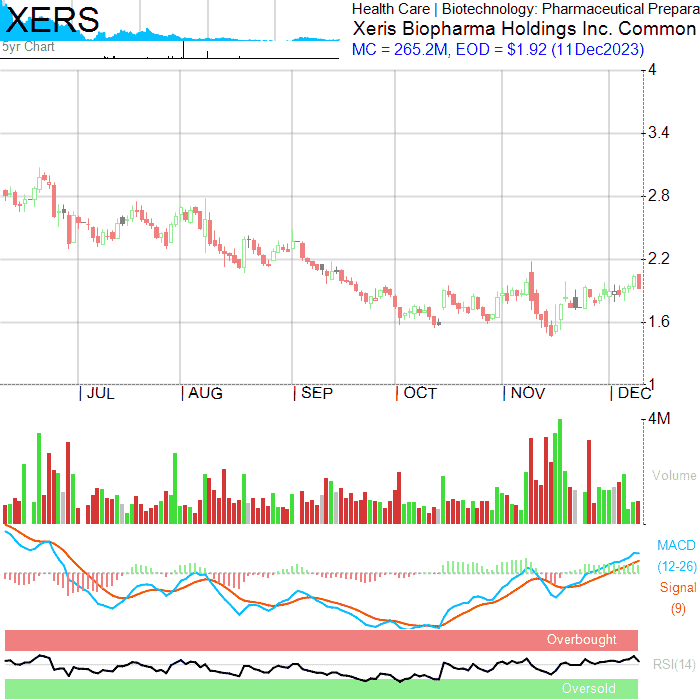 XERS
5yr Chart
Health Care | Biotechnology: Pharmaceutical Prepara
Xeris Biopharma Holdings Inc. Common
MC = 265.2M, EOD = $1.92 (11Dec2023)
4
3.4
2.8
2.2
1.6
1
JUL AUG SEP OCT NOV DEC
4M
Volume
MACD
(12-26)
Signal
(9)
Overbought
RSI(14)
Oversold